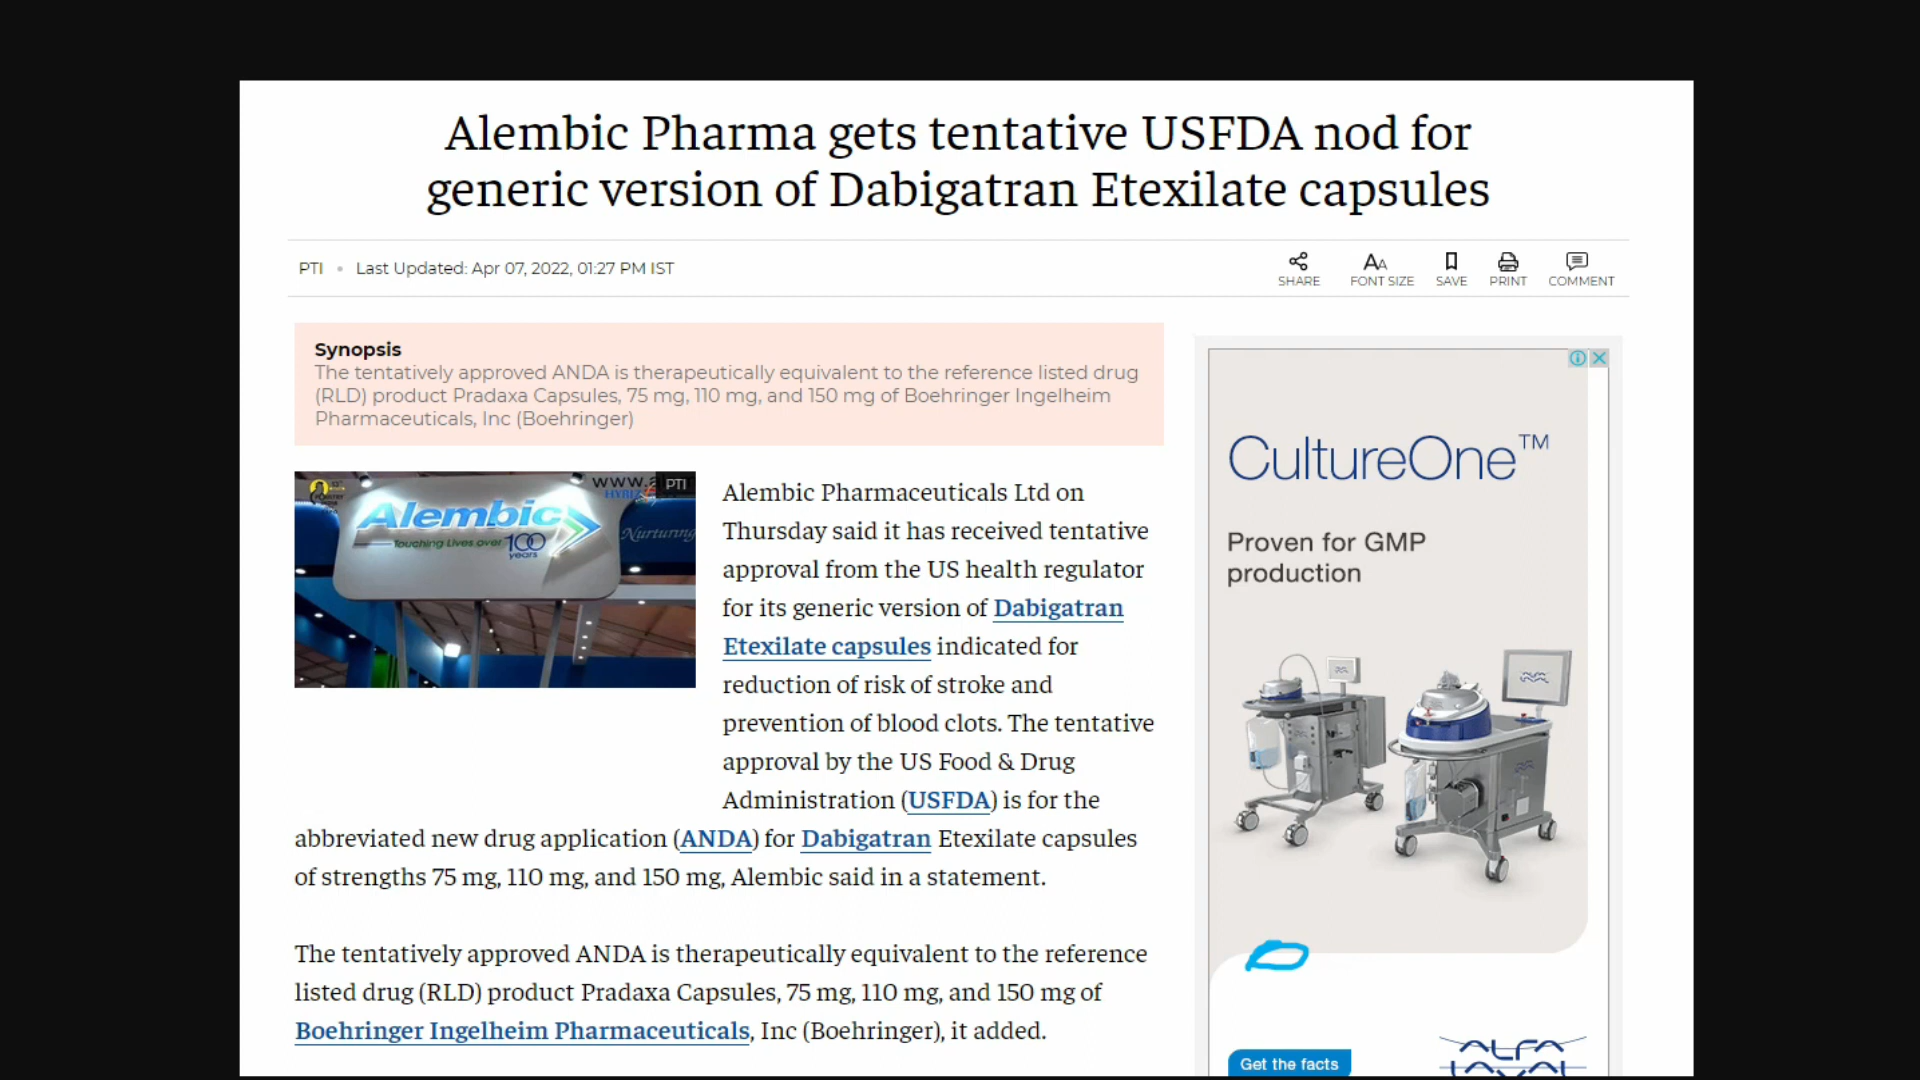 Alembic Pharma gets tentative USFDA nod for
generic version of Dabigatran Etexilate capsules
PTI • Last Updated: Apr 07, 2022, 01:27 PM IST
SHARE FONT SIZE SAVE PRINT COMMENT
Synopsis
The tentatively approved ANDA is therapeutically equivalent to the reference listed drug
(RLD) product Pradaxa Capsules, 75 mg, 110 mg, and 150 mg of Boehringer Ingelheim
Pharmaceuticals, Inc (Boehringer)
PTI
Alembic
Touching Lives over 100
years
Nurturing
Alembic Pharmaceuticals Ltd on
Thursday said it has received tentative
approval from the US health regulator
for its generic version of Dabigatran
Etexilate capsules indicated for
reduction of risk of stroke and
prevention of blood clots. The tentative
approval by the US Food & Drug
Administration (USFDA) is for the
abbreviated new drug application (ANDA) for Dabigatran Etexilate capsules
of strengths 75 mg, 110 mg, and 150 mg, Alembic said in a statement.
The tentatively approved ANDA is therapeutically equivalent to the reference
listed drug (RLD) product Pradaxa Capsules, 75 mg, 110 mg, and 150 mg of
Boehringer Ingelheim Pharmaceuticals, Inc (Boehringer), it added.
CultureOne™
Proven for GMP
production
Get the facts
ALFA
LAVAL